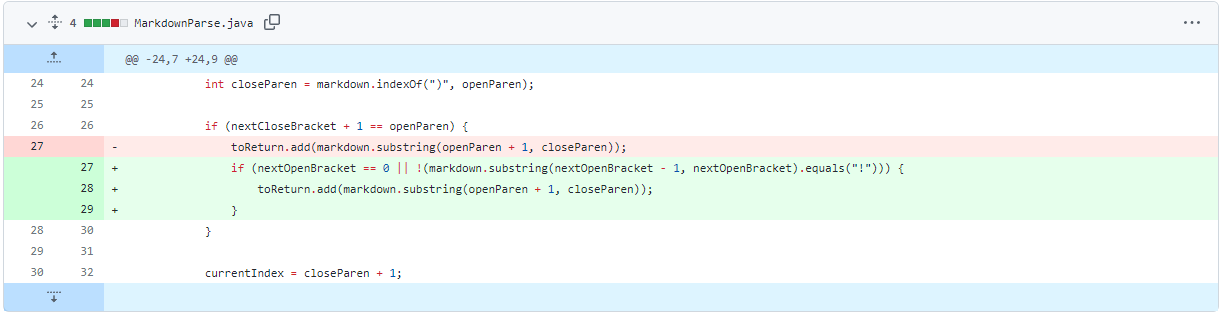 4 MarkdownParse.java
@@ -24,7 +24,9 @@
24 24 int closeParen = markdown.indexOf(")", openParen);
25 25
26 26 if (nextCloseBracket + 1 == openParen) {
27 - toReturn.add(markdown.substring(openParen + 1, closeParen));
27 + if (nextOpenBracket == 0 || !(markdown.substring(nextOpenBracket - 1, nextOpenBracket).equals("!"))) {
28 + toReturn.add(markdown.substring(openParen + 1, closeParen));
29 + }
28 30 }
29 31
30 32 currentIndex = closeParen + 1;